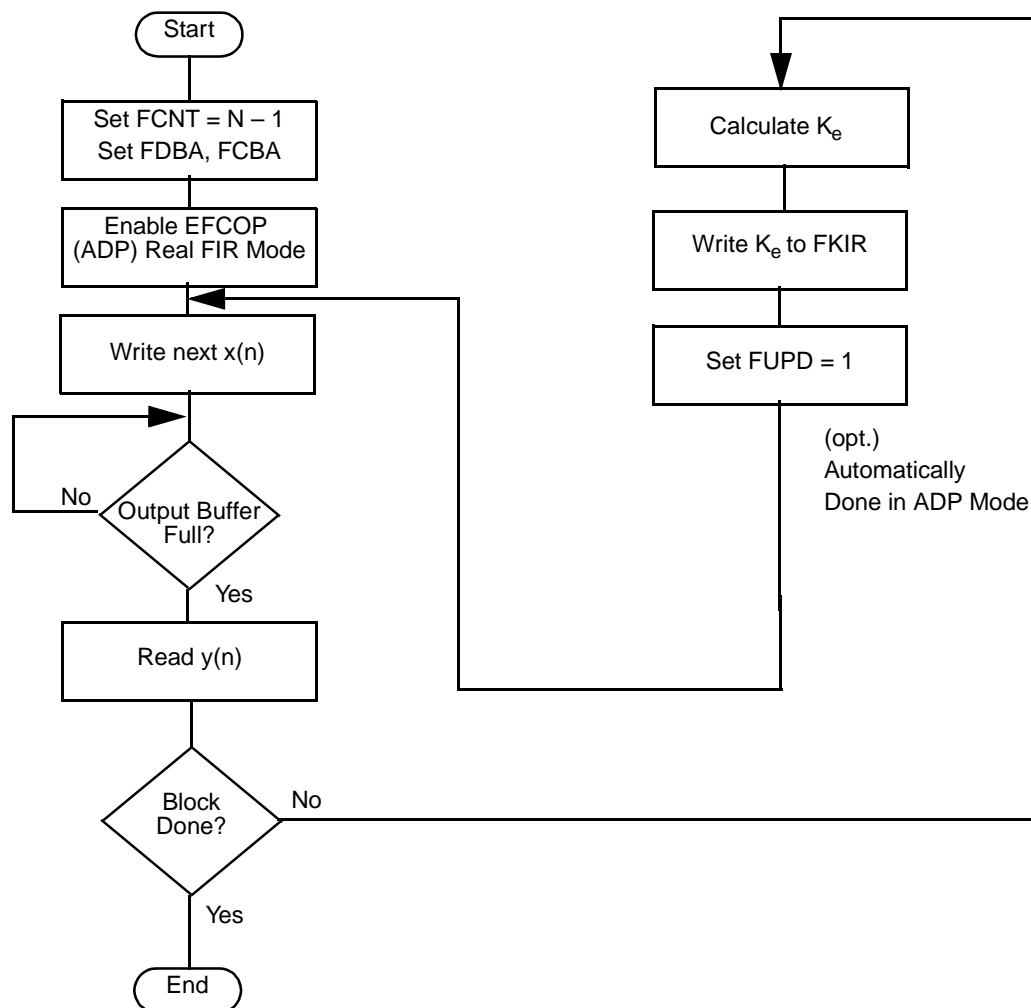 Start
Set FCNT = N – 1
Set FDBA, FCBA
Enable EFCOP
(ADP) Real FIR Mode
Write next x(n)
No
Output Buffer
Full?
Yes
Read y(n)
Block
Done?
No
Yes
End
Calculate Ke
Write Ke to FKIR
Set FUPD = 1
(opt.)
Automatically
Done in ADP Mode